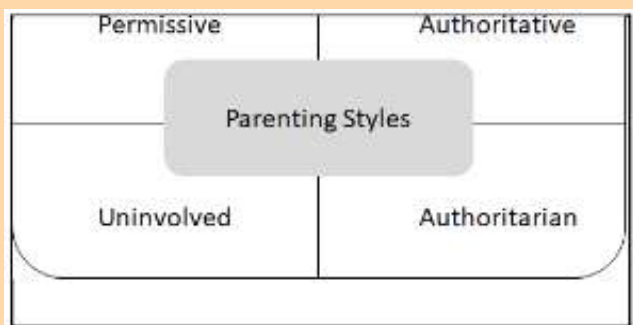 Permissive Authoritative
Parenting Styles
Uninvolved Authoritarian